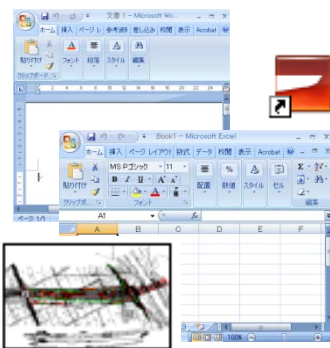 文書 1 - Microsoft Wo...
ホーム 挿入 ページレ 参考資料 差し込み 校閲 表示 Acrobat
貼り付け フォント 段落 スタイル 編集
クリップボード
ページ: 1/1
Book1 - Microsoft Excel
ホーム 挿入 ページ レイアウト 数式 データ 校閲 表示 Acrobat
MS Pゴシック 11
貼り付け B I U 配置 数値 スタイル セル Σ
クリップボ... フォント 編集
A1 fx
A B C D E F
100%